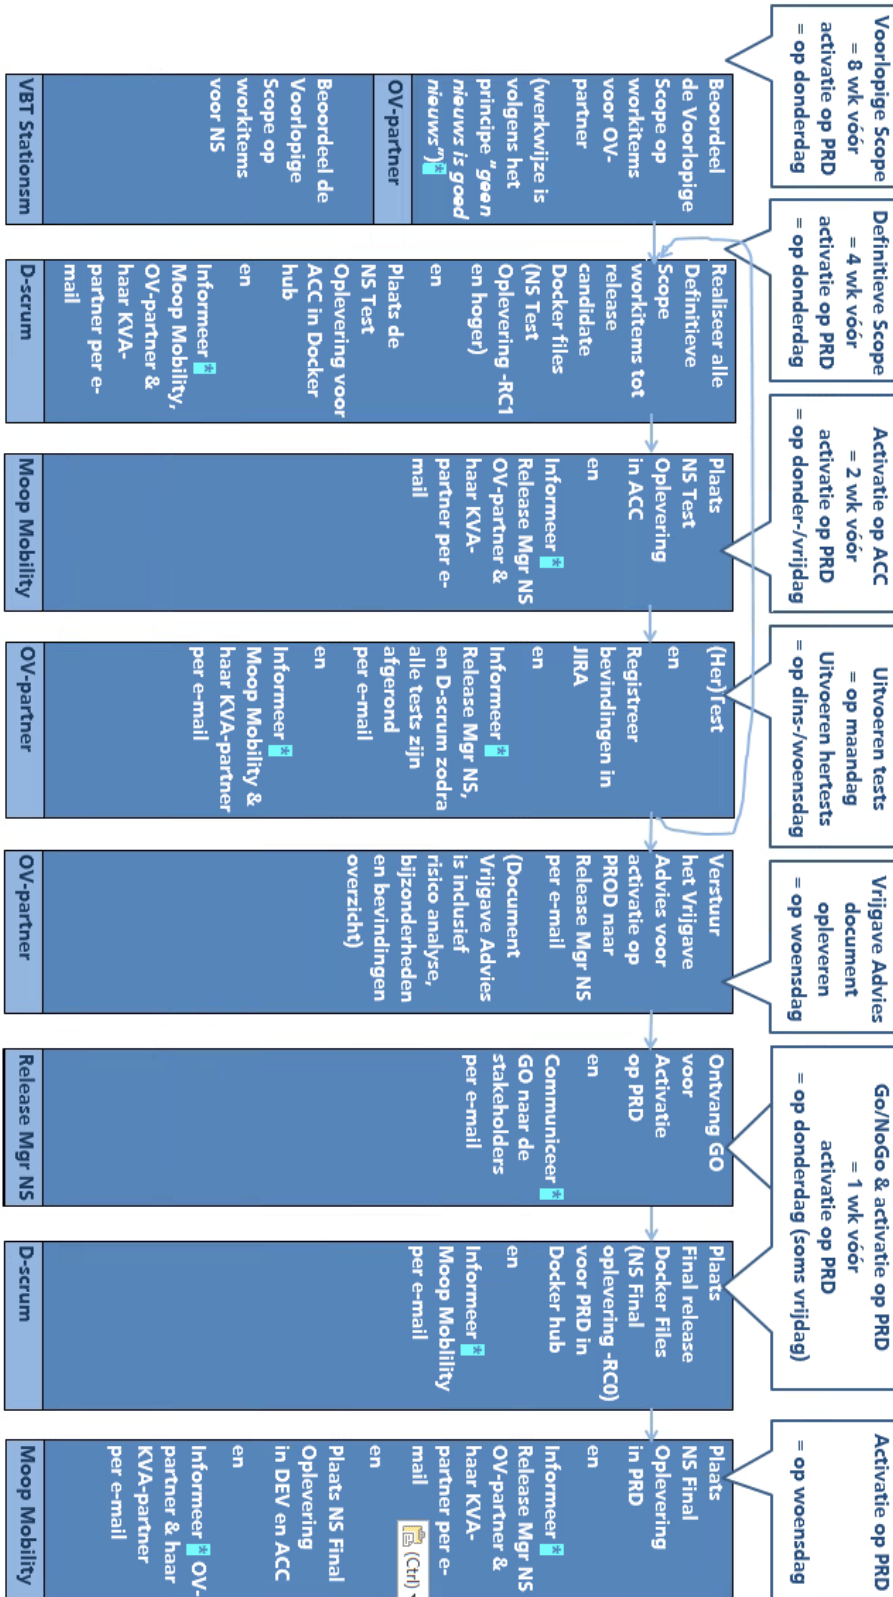 Voorlopige Scope
= 8 wk vóór
activatie op PRD
= op donderdag
Definitieve Scope
= 4 wk vóór
activatie op PRD
= op donderdag
Activatie op ACC
= 2 wk vóór
activatie op PRD
= op donder-/vrijdag
Uitvoeren tests
= op maandag
Uitvoeren hertests
= op dins-/woensdag
Vrijgave Advies
document
opleveren
= op woensdag
Go/NoGo & activatie op PRD
= 1 wk vóór
activatie op PRD
= op donderdag (soms vrijdag)
Activatie op PRD
= op woensdag
Beoordeel
de Voorlopige
Scope op
workitems
voor OV-
partner
(werkwijze is
volgens het
principe "geen
nieuws is goed
nieuws")*
OV-partner
Beoordeel de
Voorlopige
Scope op
workitems
voor NS
VBT Stationsm
Realiseer alle
Definitieve
Scope
workitems tot
release
candidate
Docker files
(NS Test
Oplevering -RC1
en hoger)
en
Plaats de
NS Test
Oplevering voor
ACC in Docker
hub
en
Informeer *
Moop Mobility,
OV-partner &
haar KVA-
partner per e-
mail
D-scrum
Plaats
NS Test
Oplevering
in ACC
en
Informeer *
Release Mgr NS
OV-partner &
haar KVA-
partner per e-
mail
Moop Mobility
(Her)Test
en
Registreer
bevindingen in
JIRA
en
Informeer *
Release Mgr NS,
en D-scrum zodra
alle tests zijn
afgerond
per e-mail
en
Informeer *
Moop Mobility &
haar KVA-partner
per e-mail
OV-partner
Verstuur
het Vrijgave
Advies voor
activatie op
PROD naar
Release Mgr NS
per e-mail
(Document
Vrijgave Advies
is inclusief
risico analyse,
bijzonderheden
en bevindingen
overzicht)
OV-partner
Ontvang GO
voor
Activatie
op PRD
en
Communiceer *
GO naar de
stakeholders
per e-mail
Release Mgr NS
Plaats
Final release
Docker Files
(NS Final
oplevering -RC0)
voor PRD in
Docker hub
en
Informeer *
Moop Moblility
per e-mail
D-scrum
Plaats
NS Final
Oplevering
in PRD
en
Informeer *
Release Mgr NS
OV-partner &
haar KVA-
partner per e-
mail
en
Plaats NS Final
Oplevering
in DEV en ACC
en
Informeer * OV-
partner & haar
KVA-partner
per e-mail
Moop Mobility
(Ctrl)